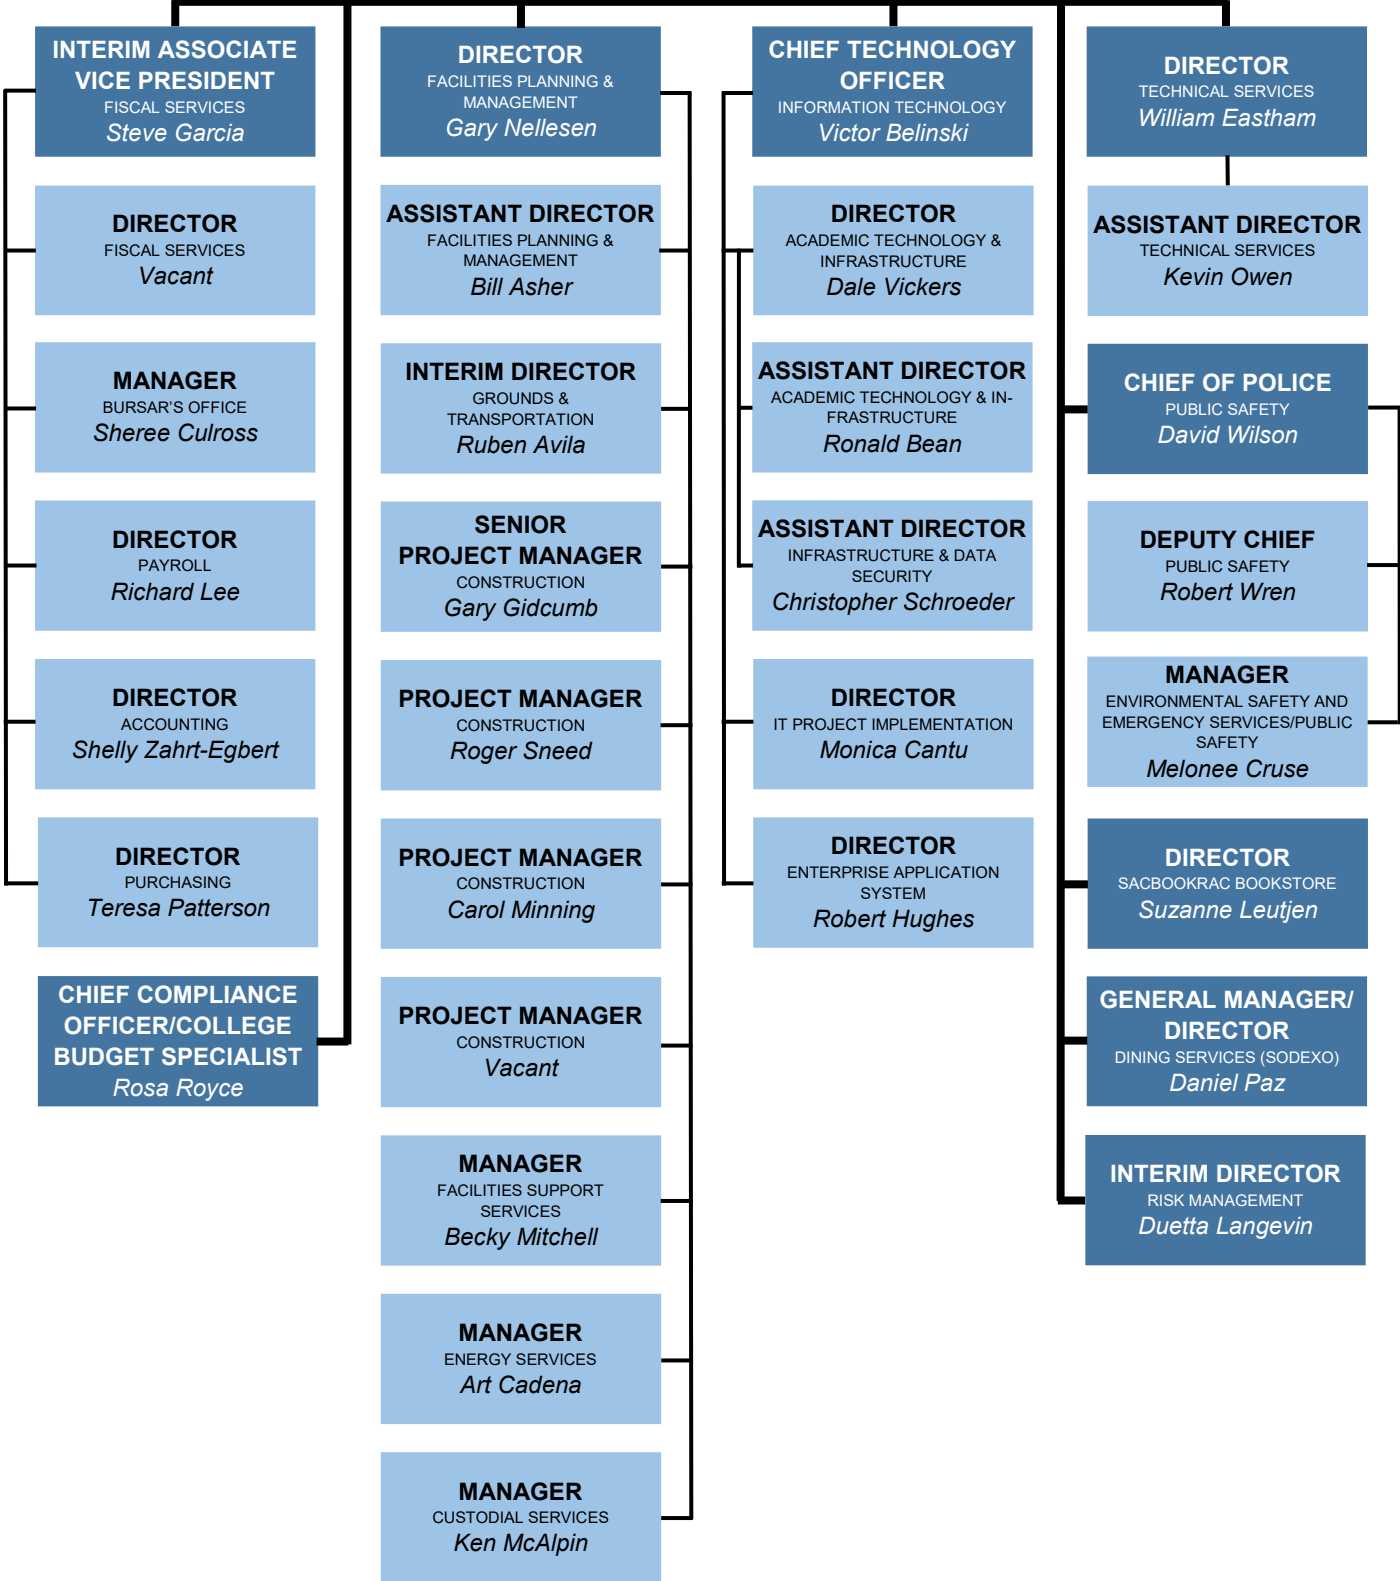 INTERIM ASSOCIATE
VICE PRESIDENT
FISCAL SERVICES
Steve Garcia
DIRECTOR
FISCAL SERVICES
Vacant
MANAGER
BURSAR'S OFFICE
Sheree Culross
DIRECTOR
PAYROLL
Richard Lee
DIRECTOR
ACCOUNTING
Shelly Zahrt-Egbert
DIRECTOR
PURCHASING
Teresa Patterson
CHIEF COMPLIANCE
OFFICER/COLLEGE
BUDGET SPECIALIST
Rosa Royce
DIRECTOR
FACILITIES PLANNING &
MANAGEMENT
Gary Nellesen
ASSISTANT DIRECTOR
FACILITIES PLANNING &
MANAGEMENT
Bill Asher
INTERIM DIRECTOR
GROUNDS &
TRANSPORTATION
Ruben Avila
SENIOR
PROJECT MANAGER
CONSTRUCTION
Gary Gidcumb
PROJECT MANAGER
CONSTRUCTION
Roger Sneed
PROJECT MANAGER
CONSTRUCTION
Carol Minning
PROJECT MANAGER
CONSTRUCTION
Vacant
MANAGER
FACILITIES SUPPORT
SERVICES
Becky Mitchell
MANAGER
ENERGY SERVICES
Art Cadena
MANAGER
CUSTODIAL SERVICES
Ken McAlpin
CHIEF TECHNOLOGY
OFFICER
INFORMATION TECHNOLOGY
Victor Belinski
DIRECTOR
ACADEMIC TECHNOLOGY &
INFRASTRUCTURE
Dale Vickers
ASSISTANT DIRECTOR
ACADEMIC TECHNOLOGY & IN-
FRASTRUCTURE
Ronald Bean
ASSISTANT DIRECTOR
INFRASTRUCTURE & DATA
SECURITY
Christopher Schroeder
DIRECTOR
IT PROJECT IMPLEMENTATION
Monica Cantu
DIRECTOR
ENTERPRISE APPLICATION
SYSTEM
Robert Hughes
DIRECTOR
TECHNICAL SERVICES
William Eastham
ASSISTANT DIRECTOR
TECHNICAL SERVICES
Kevin Owen
CHIEF OF POLICE
PUBLIC SAFETY
David Wilson
DEPUTY CHIEF
PUBLIC SAFETY
Robert Wren
MANAGER
ENVIRONMENTAL SAFETY AND
EMERGENCY SERVICES/PUBLIC
SAFETY
Melonee Cruse
DIRECTOR
SACBOOKRAC BOOKSTORE
Suzanne Leutjen
GENERAL MANAGER/
DIRECTOR
DINING SERVICES (SODEXO)
Daniel Paz
INTERIM DIRECTOR
RISK MANAGEMENT
Duetta Langevin